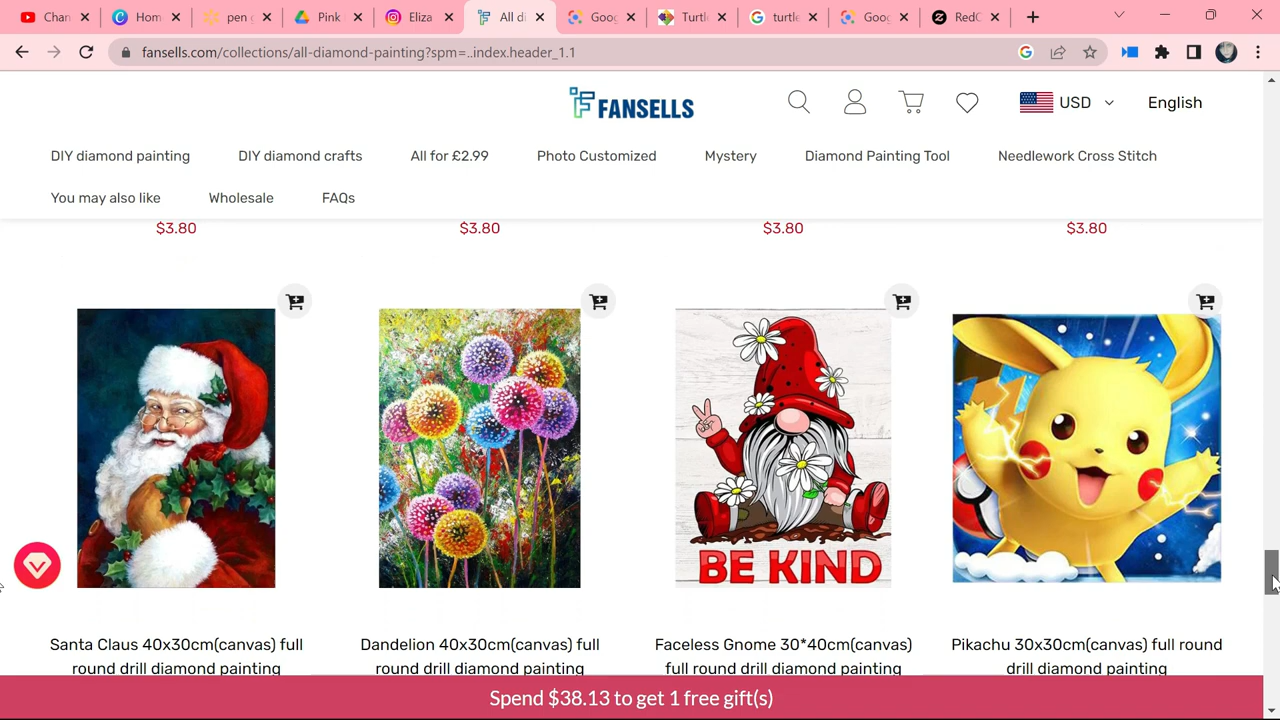 Chan
Hom
pen g
Pink
Eliza
All di
Goog
Turtle
turtle
Goog
RedC
fansells.com/collections/all-diamond-painting?spm=..index.header_1.1
FANSELLS
USD
English
DIY diamond painting
DIY diamond crafts
All for £2.99
Photo Customized
Mystery
Diamond Painting Tool
Needlework Cross Stitch
You may also like
Wholesale
FAQs
$3.80
$3.80
$3.80
$3.80
BE KIND
Santa Claus 40x30cm(canvas) full
round drill diamond painting
Dandelion 40x30cm(canvas) full
round drill diamond painting
Faceless Gnome 30*40cm(canvas)
full round drill diamond painting
Pikachu 30x30cm(canvas) full round
drill diamond painting
Spend $38.13 to get 1 free gift(s)